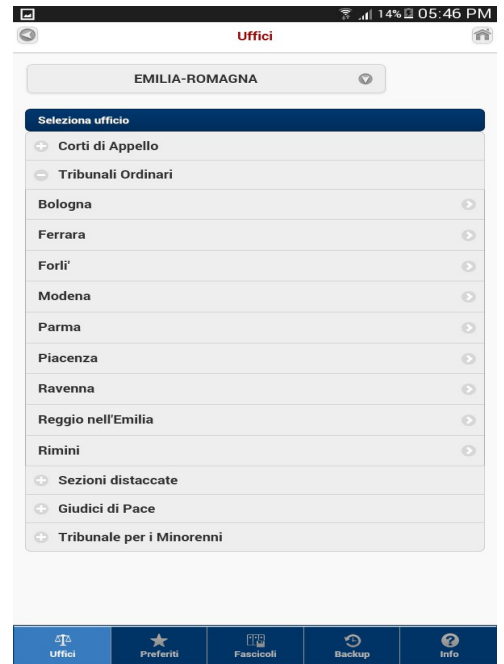 14% 05:46 PM
Uffici
EMILIA-ROMAGNA
Seleziona ufficio
Corti di Appello
Tribunali Ordinari
Bologna
Ferrara
Forli'
Modena
Parma
Piacenza
Ravenna
Reggio nell'Emilia
Rimini
Sezioni distaccate
Giudici di Pace
Tribunale per i Minorenni
Uffici Preferiti Fascicoli Backup Info